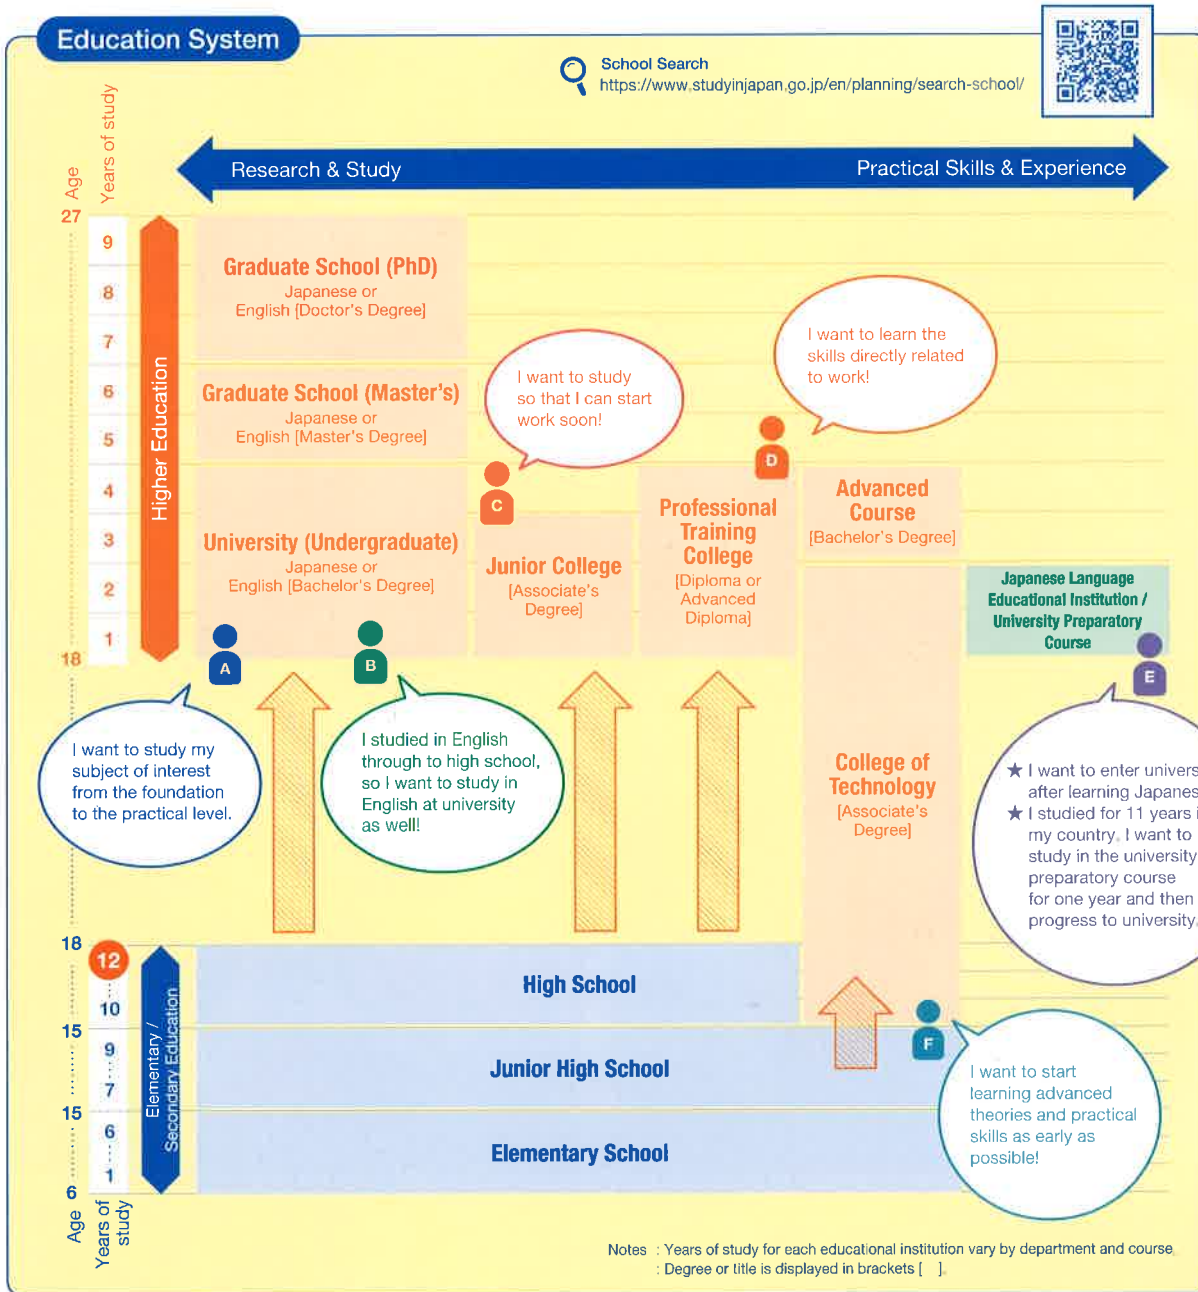 Education System
School Search
https://www.studyinjapan.go.jp/en/planning/search-school/
Research & Study
Practical Skills & Experience
Age
Years of study
27
9
8
7
6
5
4
3
2
1
18
Higher Education
Graduate School (PhD)
Japanese or
English [Doctor's Degree]
Graduate School (Master's)
Japanese or
English [Master's Degree]
University (Undergraduate)
Japanese or
English [Bachelor's Degree]
I want to study
so that I can start
work soon!
C
Junior College
[Associate's
Degree]
I want to learn the
skills directly related
to work!
D
Professional
Training
College
[Diploma or
Advanced
Diploma]
Advanced
Course
[Bachelor's Degree]
Japanese Language
Educational Institution /
University Preparatory
Course
A
B
E
I want to study my
subject of interest
from the foundation
to the practical level.
I studied in English
through to high school,
so I want to study in
English at university
as well!
College of
Technology
[Associate's
Degree]
★ I want to enter univers
after learning Japanes
★ I studied for 11 years i
my country. I want to
study in the university
preparatory course
for one year and then
progress to university.
18
12
10
15
9
7
15
6
1
6
Age
Years of
study
Elementary /
Secondary Education
High School
Junior High School
Elementary School
F
I want to start
learning advanced
theories and practical
skills as early as
possible!
Notes : Years of study for each educational institution vary by department and course.
: Degree or title is displayed in brackets [ ].